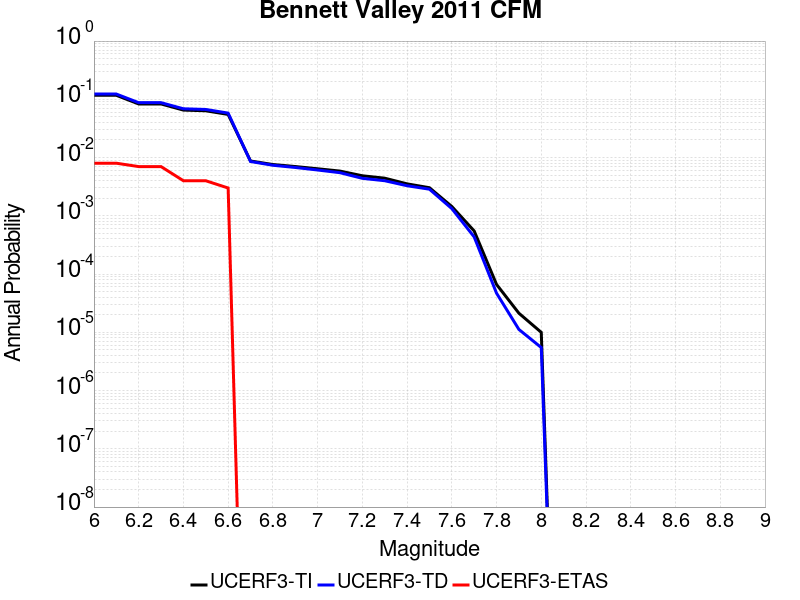 Bennett Valley 2011 CFM
10^0
10^-1
10^-2
10^-3
10^-4
10^-5
10^-6
10^-7
10^-8
Annual Probability
6 6.2 6.4 6.6 6.8 7 7.2 7.4 7.6 7.8 8 8.2 8.4 8.6 8.8 9
Magnitude
UCERF3-TI UCERF3-TD UCERF3-ETAS